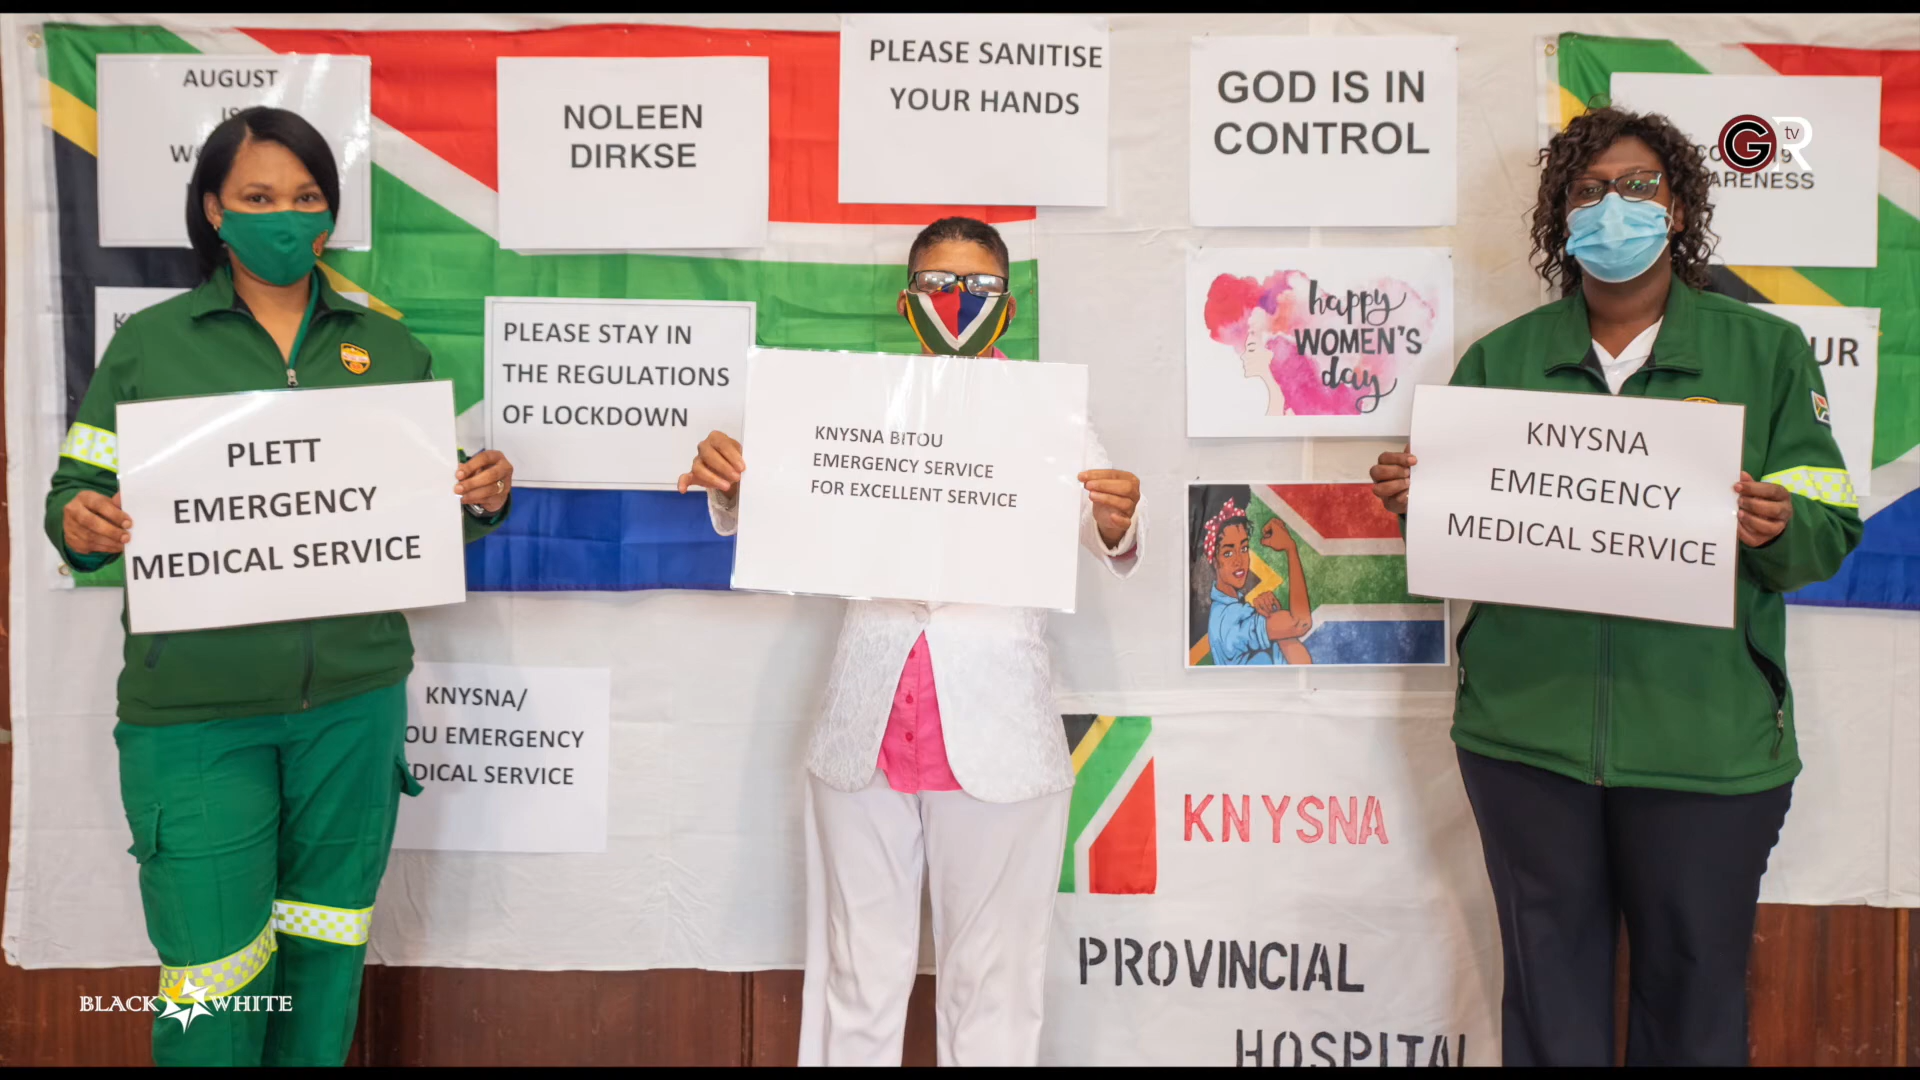 AUGUST
NOLEEN
DIRKSE
PLEASE SANITISE
YOUR HANDS
GOD IS IN
CONTROL
GR tv
ARENESS
happy
WOMEN'S
day
PLEASE STAY IN
THE REGULATIONS
OF LOCKDOWN
UR
PLETT
EMERGENCY
MEDICAL SERVICE
KNYSNA BITOU
EMERGENCY SERVICE
FOR EXCELLENT SERVICE
KNYSNA
EMERGENCY
MEDICAL SERVICE
KNYSNA/
OU EMERGENCY
DICAL SERVICE
KNYSNA
PROVINCIAL
HOSPITAL
BLACK WHITE